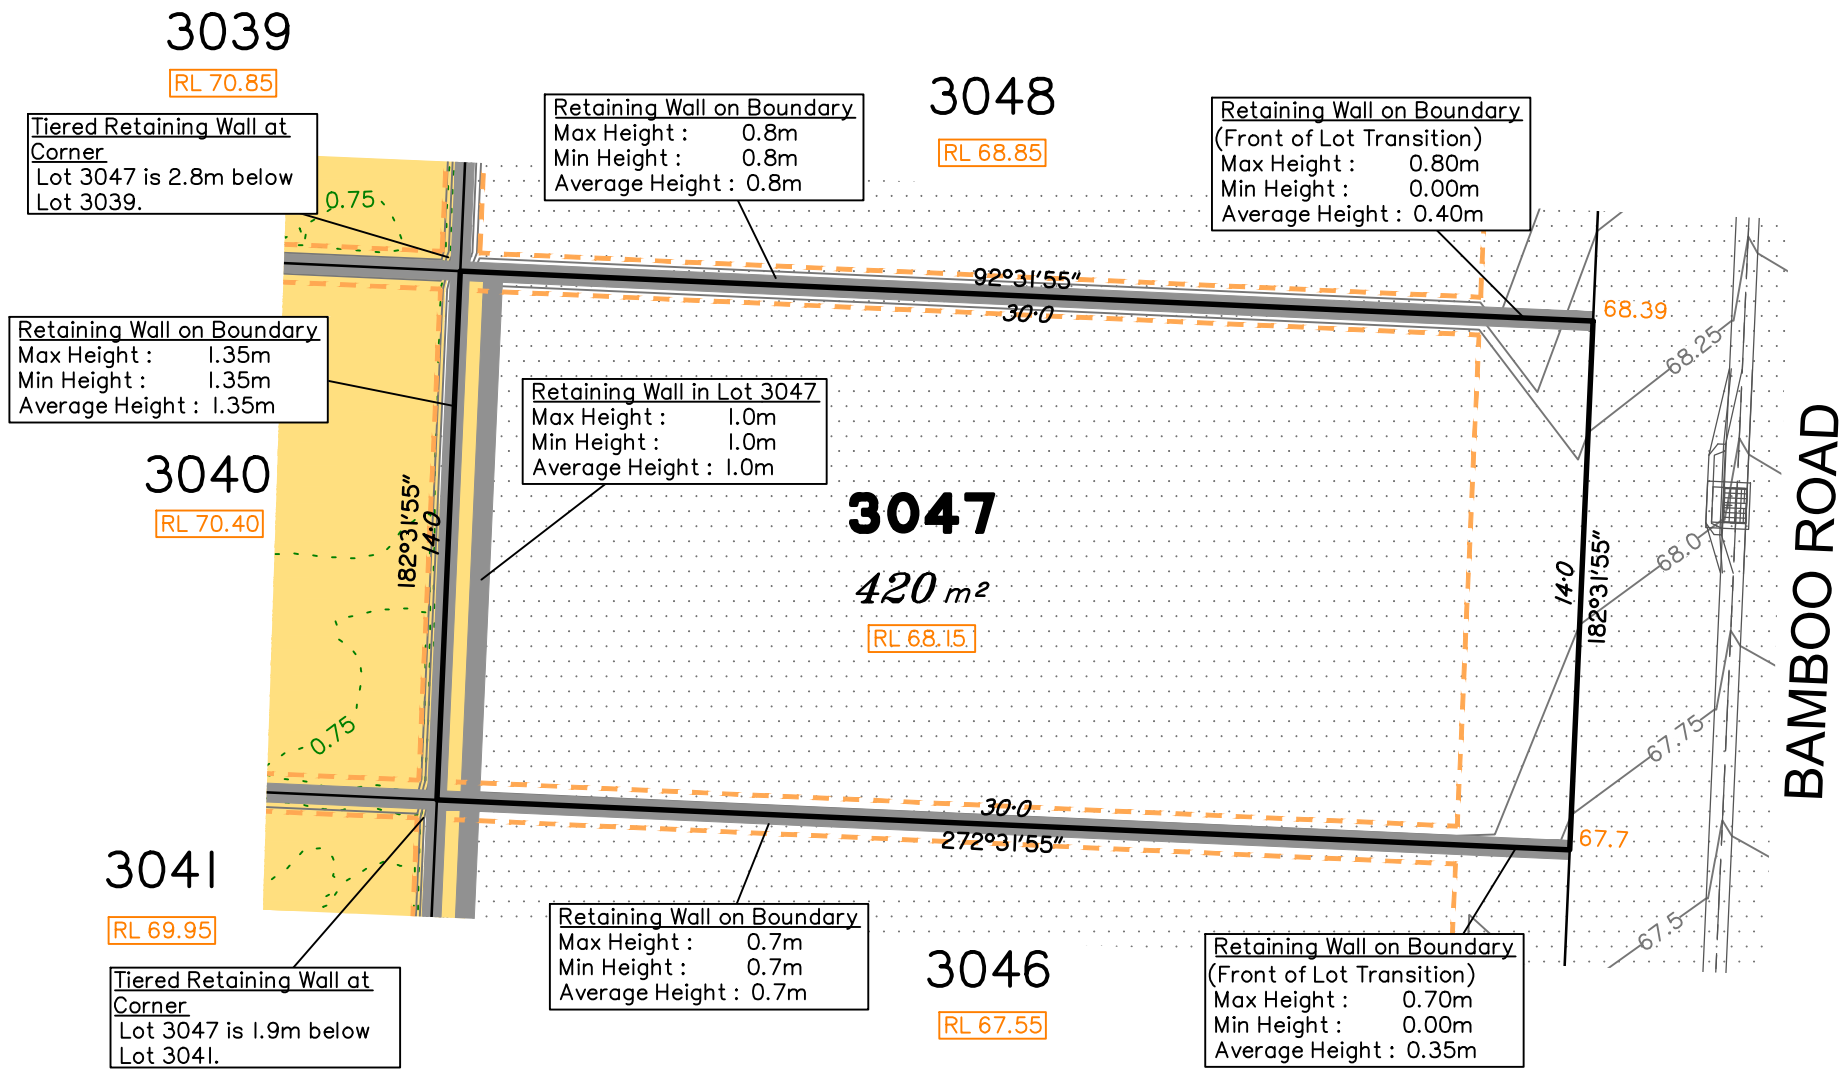 3039
RL 70.85
Tiered Retaining Wall at
Corner
Lot 3047 is 2.8m below
Lot 3039.
0.75
Retaining Wall on Boundary
Max Height : 0.8m
Min Height : 0.8m
Average Height : 0.8m
3048
RL 68.85
Retaining Wall on Boundary
(Front of Lot Transition)
Max Height : 0.80m
Min Height : 0.00m
Average Height : 0.40m
92°31'55"
30·0
68.39
68.25
Retaining Wall on Boundary
Max Height : 1.35m
Min Height : 1.35m
Average Height : 1.35m
Retaining Wall in Lot 3047
Max Height : 1.0m
Min Height : 1.0m
Average Height : 1.0m
3040
RL 70.40
182°31'55"
14·0
3047
420 m²
RL 68.15
14·0
182°31'55"
68.0
BAMBOO ROAD
0.75
67.75
30·0
272°31'55"
67.7
67.5
3041
RL 69.95
Tiered Retaining Wall at
Corner
Lot 3047 is 1.9m below
Lot 3041.
Retaining Wall on Boundary
Max Height : 0.7m
Min Height : 0.7m
Average Height : 0.7m
3046
RL 67.55
Retaining Wall on Boundary
(Front of Lot Transition)
Max Height : 0.70m
Min Height : 0.00m
Average Height : 0.35m